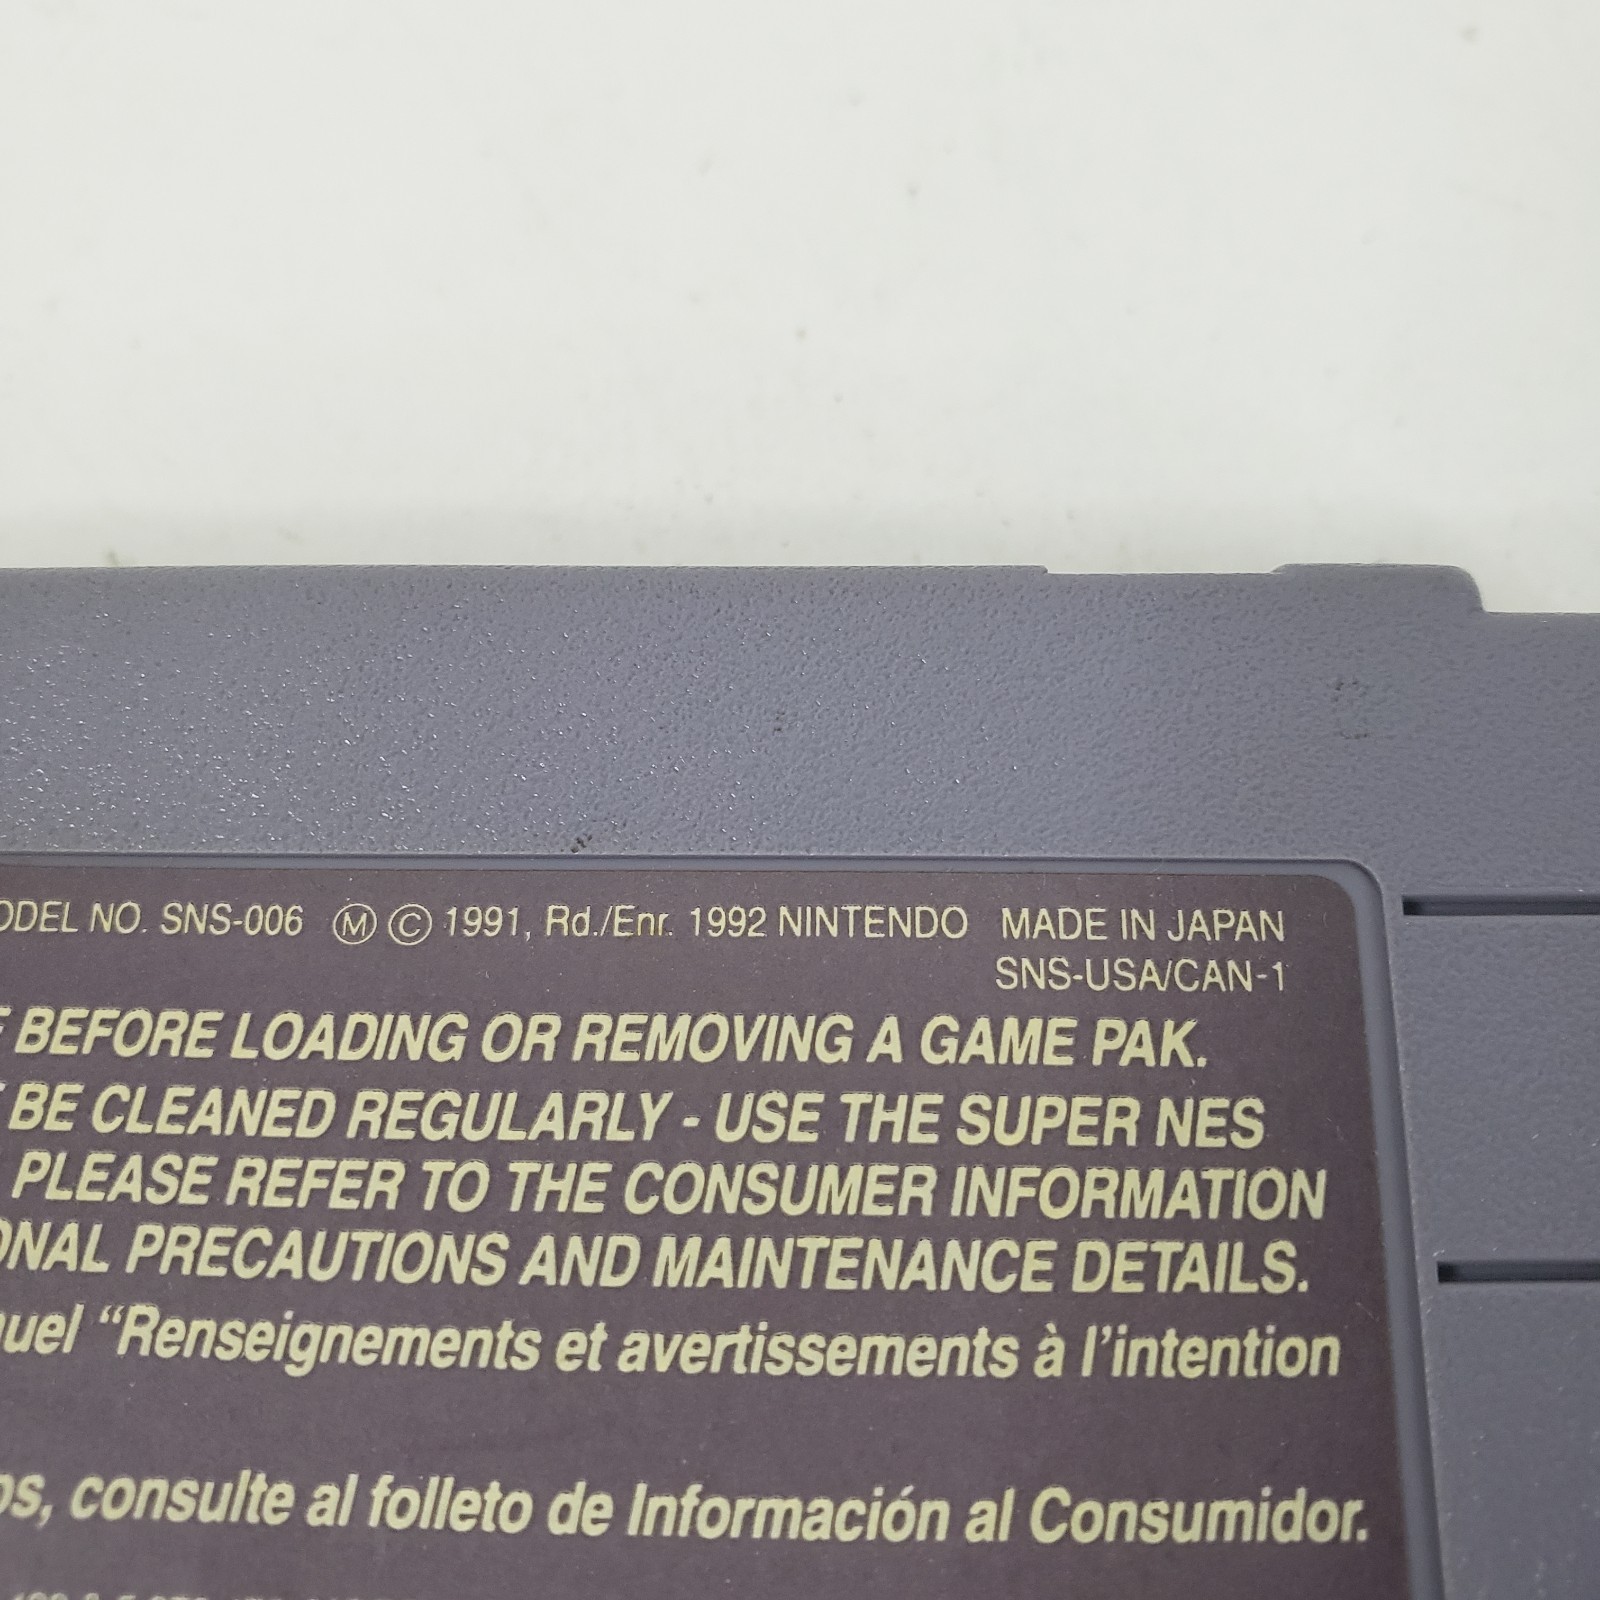 ODEL NO. SNS-006 Ⓜ © 1991, Rd./Enr. 1992 NINTENDO MADE IN JAPAN
SNS-USA/CAN-1
BEFORE LOADING OR REMOVING A GAME PAK.
BE CLEANED REGULARLY - USE THE SUPER NES
PLEASE REFER TO THE CONSUMER INFORMATION
ONAL PRECAUTIONS AND MAINTENANCE DETAILS.
uel “Renseignements et avertissements à l’intention
os, consulte al folleto de Información al Consumidor.